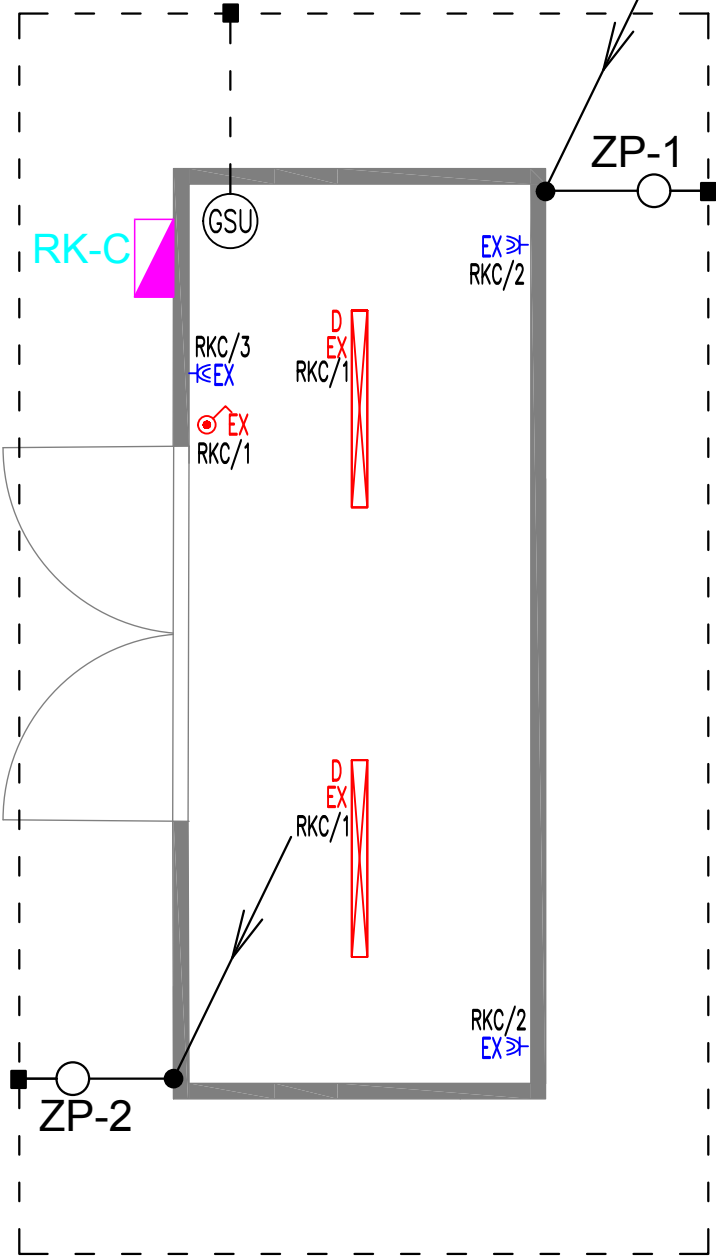 ZP-1
GSU
RK-C
EX
RKC/2
D
EX
RKC/1
RKC/3
EX
EX
RKC/1
D
EX
RKC/1
RKC/2
EX
ZP-2